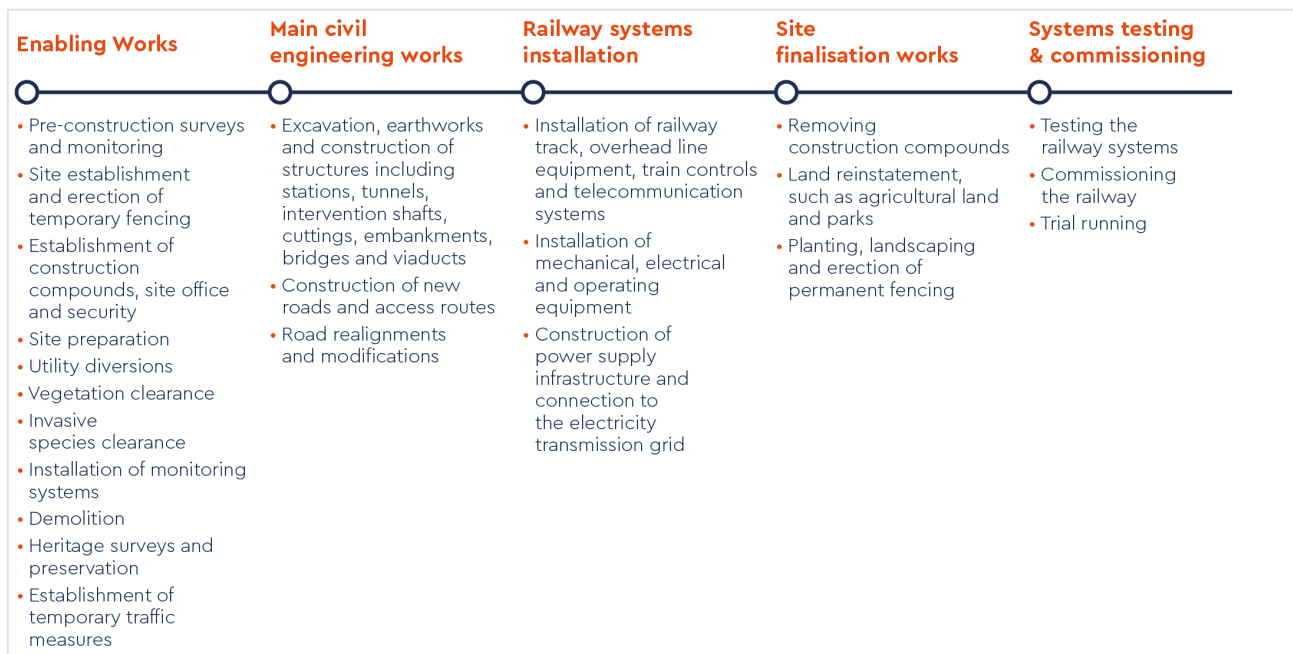 Enabling Works
• Pre-construction surveys
and monitoring
• Site establishment
and erection of
temporary fencing
• Establishment of
construction
compounds, site office
and security
• Site preparation
• Utility diversions
• Vegetation clearance
• Invasive
species clearance
• Installation of monitoring
systems
• Demolition
• Heritage surveys and
preservation
• Establishment of
temporary traffic
measures
Main civil
engineering works
• Excavation, earthworks
and construction of
structures including
stations, tunnels,
intervention shafts,
cuttings, embankments,
bridges and viaducts
• Construction of new
roads and access routes
• Road realignments
and modifications
Railway systems
installation
• Installation of railway
track, overhead line
equipment, train controls
and telecommunication
systems
• Installation of
mechanical, electrical
and operating
equipment
• Construction of
power supply
infrastructure and
connection to
the electricity
transmission grid
Site
finalisation works
• Removing
construction compounds
• Land reinstatement,
such as agricultural land
and parks
• Planting, landscaping
and erection of
permanent fencing
Systems testing
& commissioning
• Testing the
railway systems
• Commissioning
the railway
• Trial running